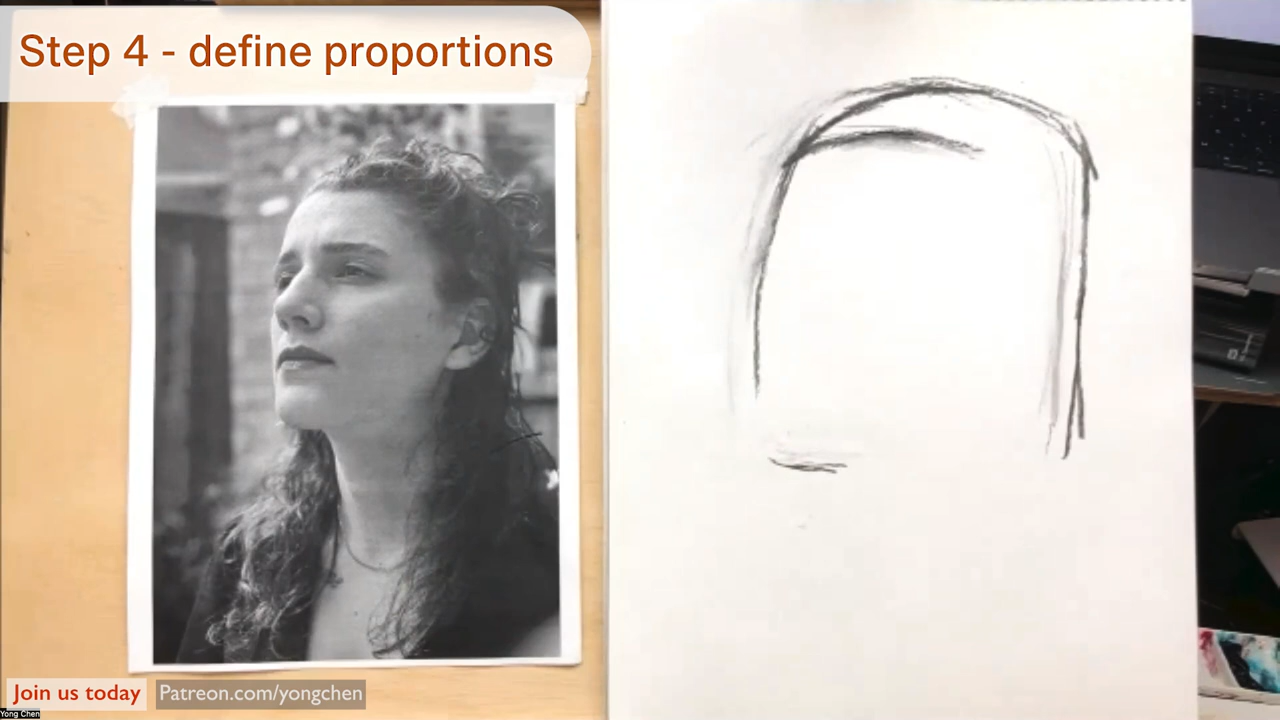 Step 4 - define proportions
Join us today
Patreon.com/yongchen
Yong Chen